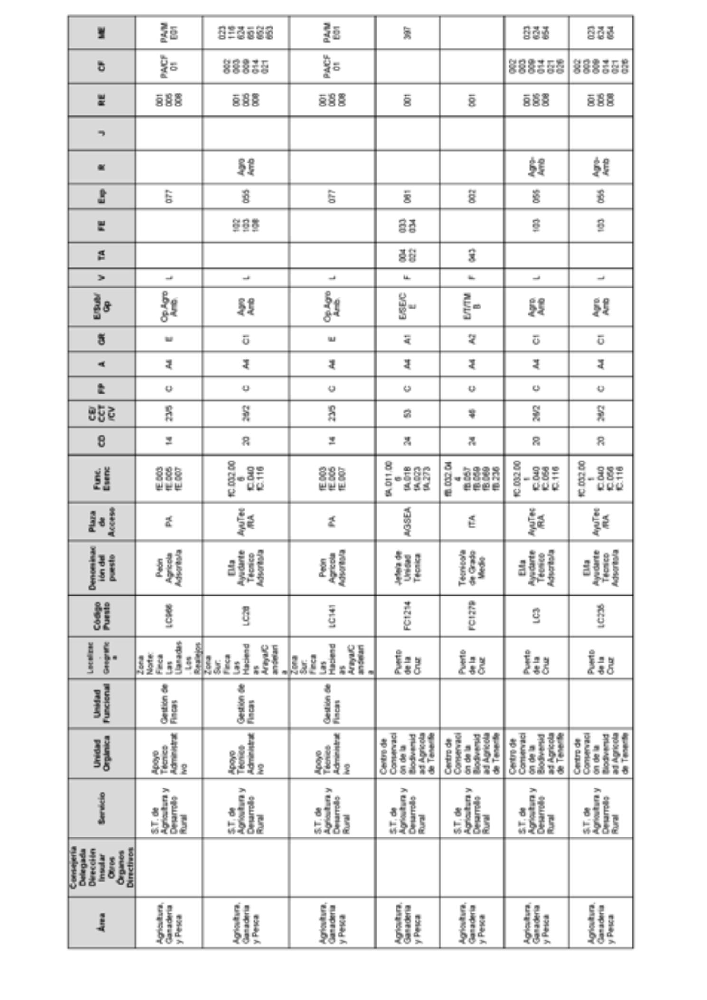 Área
Consejería
Delegada
Dirección
Insular
Otros
Órganos
Directivos
Servicio
Unidad
Orgánica
Unidad
Funcional
Localizac
.
Geográfic
a
Código
Puesto
Denominac
ión del
puesto
Plaza
de
Acceso
Func.
Esenc
CD
CE/
CCT
/CV
FP
A
GR
E/Sub/
Gp
V
TA
FE
Exp
R
J
RE
CF
ME
Agricultura,
Ganadería
y Pesca
S.T. de
Agricultura y
Desarrollo
Rural
Apoyo
Técnico
Administrat
ivo
Gestión de
Fincas
Zona
Norte:
Finca
Las
Llanadas
. Los
Realejos
LC966
Peón
Agrícola
Adscrito/a
PA
fE.003
fE.005
fE.007
14
23/5
C
A4
E
Op.Agro
Amb.
L
077
001
005
008
PA/CF
01
PA/M
E01
Agricultura,
Ganadería
y Pesca
S.T. de
Agricultura y
Desarrollo
Rural
Apoyo
Técnico
Administrat
ivo
Gestión de
Fincas
Zona
Sur:
Finca
Las
Haciend
as
Araya/C
andelari
a
LC28
El/la
Ayudante
Técnico
Adscrito/a
AyuTec
/RA
fC.032.00
6
fC.040
fC.116
20
26/2
C
A4
C1
Agro
Amb
L
102
103
108
055
Agro
Amb
001
005
008
002
003
009
014
021
023
116
624
651
652
653
Agricultura,
Ganadería
y Pesca
S.T. de
Agricultura y
Desarrollo
Rural
Apoyo
Técnico
Administrat
ivo
Gestión de
Fincas
Zona
Sur:
Finca
Las
Haciend
as
Araya/C
andelari
a
LC141
Peón
Agrícola
Adscrito/a
PA
fE.003
fE.005
fE.007
14
23/5
C
A4
E
Op.Agro
Amb.
L
077
001
005
008
PA/CF
01
PA/M
E01
Agricultura,
Ganadería
y Pesca
S.T. de
Agricultura y
Desarrollo
Rural
Centro de
Conservaci
ón de la
Biodiversid
ad Agrícola
de Tenerife
Puerto
de la
Cruz
FC1214
Jefe/a de
Unidad
Técnica
AGSEA
fA.011.00
6
fA.018
fA.023
fA.273
24
53
C
A4
A1
E/SE/C
E
F
004
022
033
034
061
001
397
Agricultura,
Ganadería
y Pesca
S.T. de
Agricultura y
Desarrollo
Rural
Centro de
Conservaci
ón de la
Biodiversid
ad Agrícola
de Tenerife
Puerto
de la
Cruz
FC1279
Técnico/a
de Grado
Medio
ITA
fB.032.04
4
fB.057
fB.059
fB.069
fB.236
24
46
C
A4
A2
E/T/TM
B
F
043
002
001
Agricultura,
Ganadería
y Pesca
S.T. de
Agricultura y
Desarrollo
Rural
Centro de
Conservaci
ón de la
Biodiversid
ad Agrícola
de Tenerife
Puerto
de la
Cruz
LC3
El/la
Ayudante
Técnico
Adscrito/a
AyuTec
/RA
fC.032.00
1
fC.040
fC.056
fC.116
20
26/2
C
A4
C1
Agro.
Amb
L
103
055
Agro-
Amb
001
005
008
002
003
009
014
021
026
023
624
654
Agricultura,
Ganadería
y Pesca
S.T. de
Agricultura y
Desarrollo
Rural
Centro de
Conservaci
ón de la
Biodiversid
ad Agrícola
de Tenerife
Puerto
de la
Cruz
LC235
El/la
Ayudante
Técnico
Adscrito/a
AyuTec
/RA
fC.032.00
1
fC.040
fC.056
fC.116
20
26/2
C
A4
C1
Agro.
Amb
L
103
055
Agro-
Amb
001
005
008
002
003
009
014
021
026
023
624
654